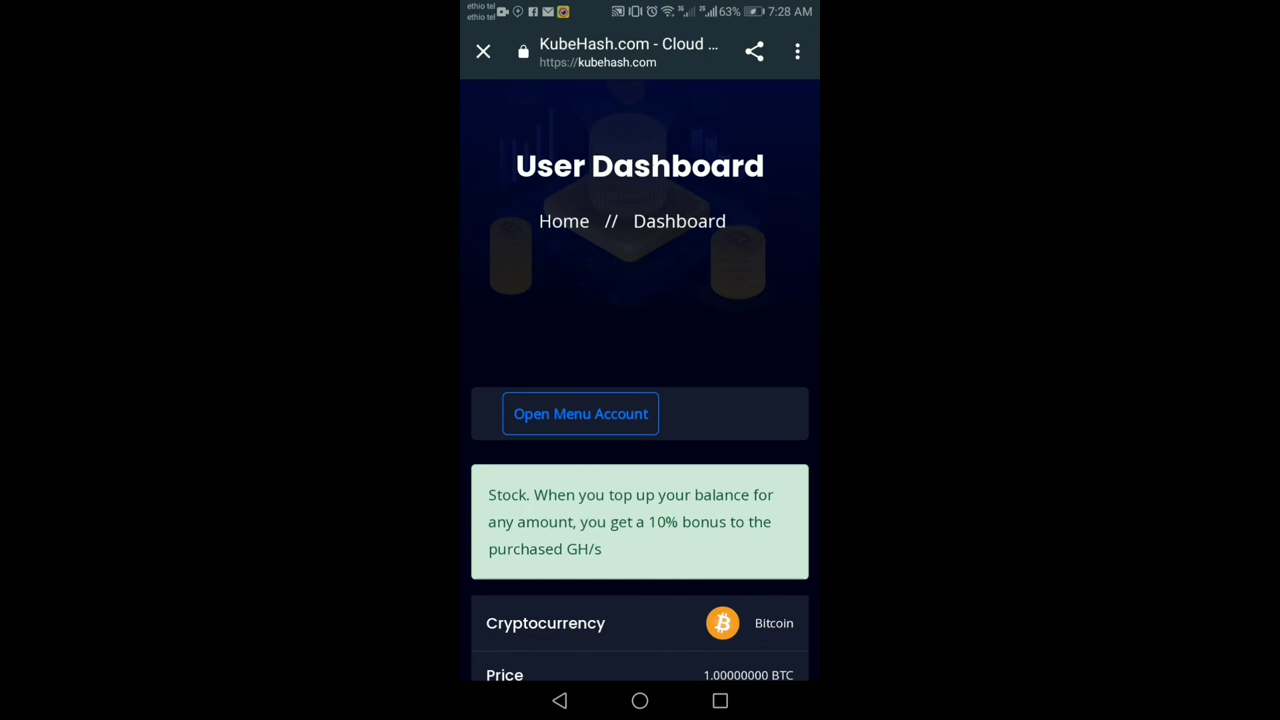 ethio tel
ethio tel
3G 2G 63% 7:28 AM
KubeHash.com - Cloud ...
https://kubehash.com
User Dashboard
Home // Dashboard
Open Menu Account
Stock. When you top up your balance for
any amount, you get a 10% bonus to the
purchased GH/s
Cryptocurrency Bitcoin
Price 1.00000000 BTC